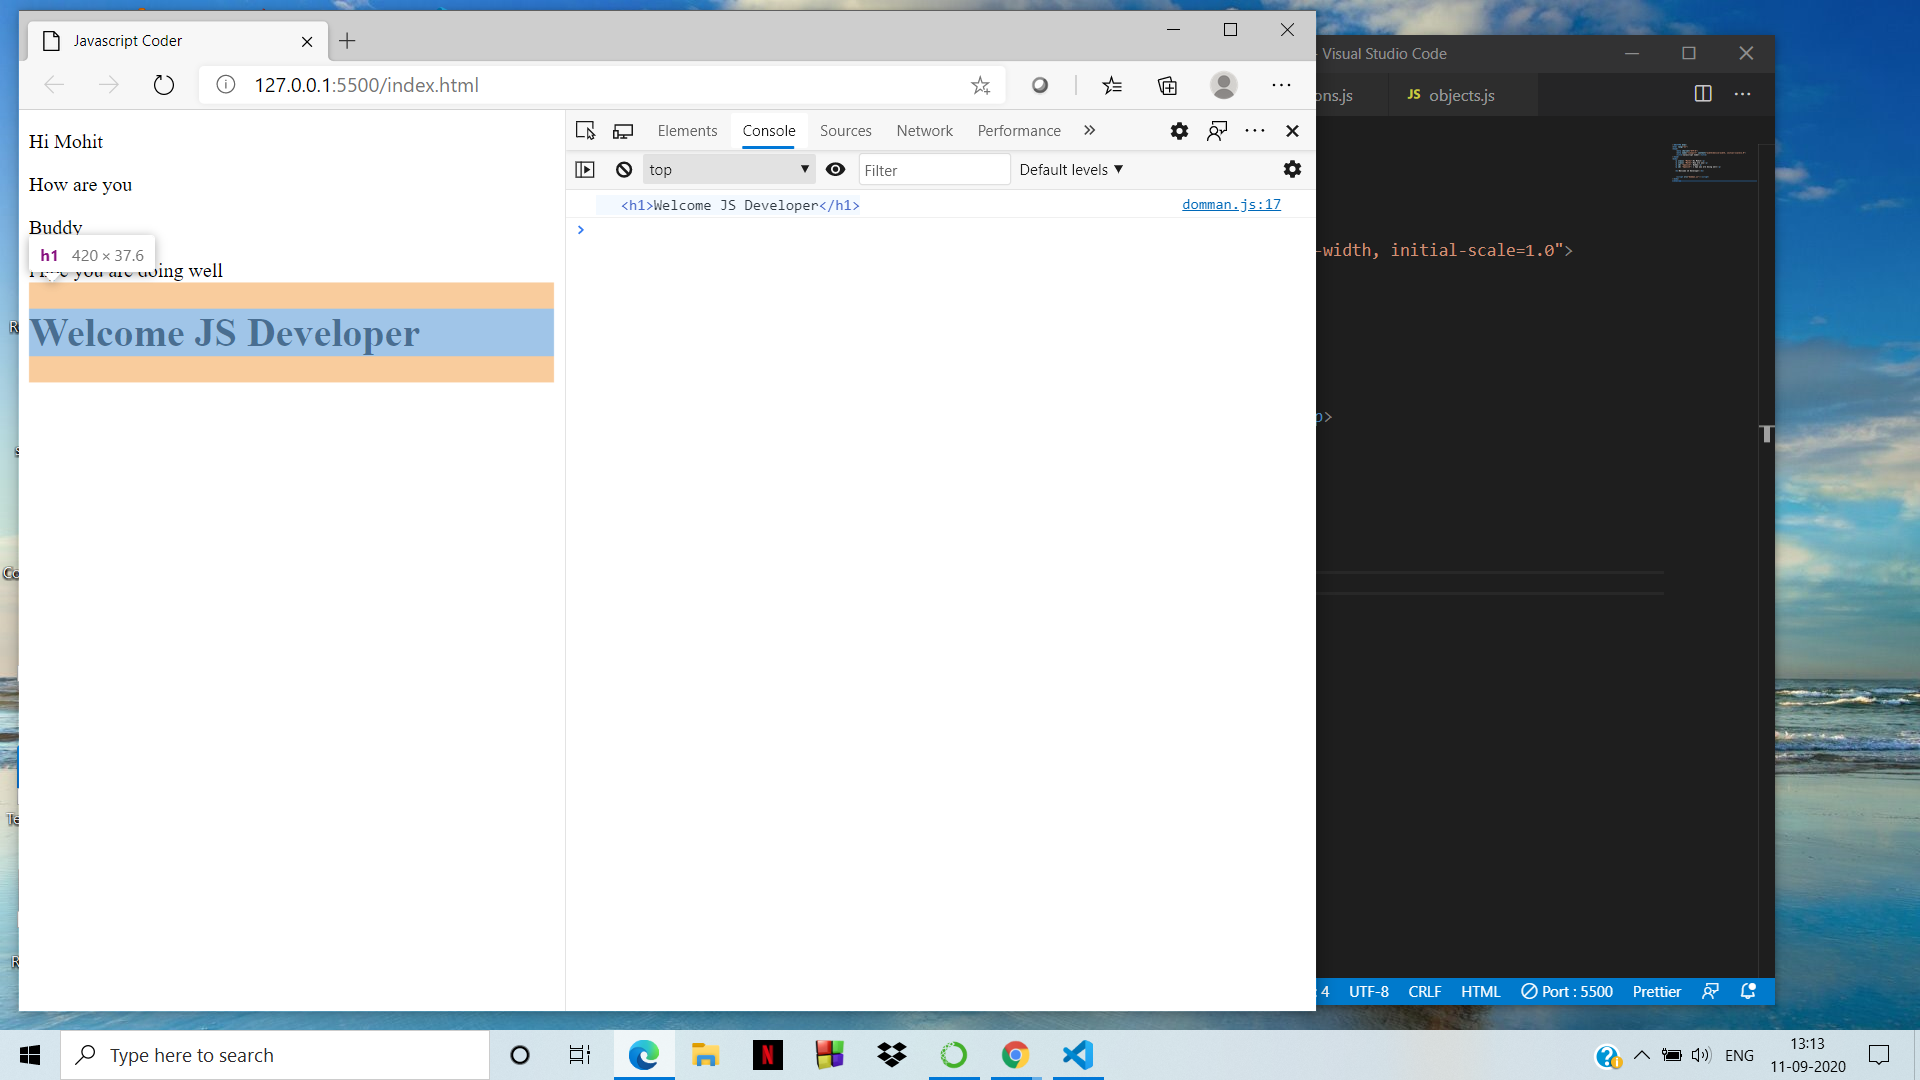 Javascript Coder
127.0.0.1:5500/index.html
Hi Mohit
How are you
Buddy
h1 420 × 37.6
you are doing well
Welcome JS Developer
Elements Console Sources Network Performance
top
Filter
Default levels
<h1>Welcome JS Developer</h1>
domman.js:17
- Visual Studio Code
ons.js
JS objects.js
-width, initial-scale=1.0">
p>
: 4 UTF-8 CRLF HTML Port : 5500 Prettier
R
s
Co
Te
R
Type here to search
N
ENG
13:13
11-09-2020